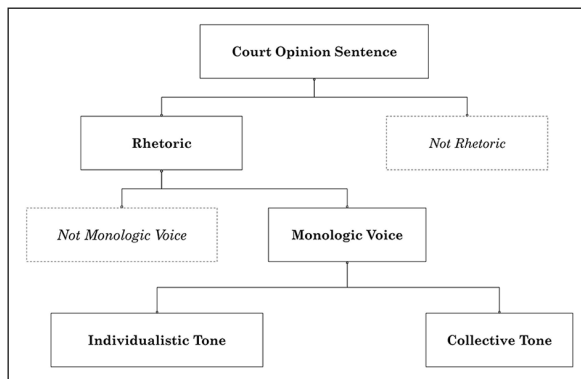 Court Opinion Sentence
Rhetoric
Not Rhetoric
Not Monologic Voice
Monologic Voice
Individualistic Tone
Collective Tone